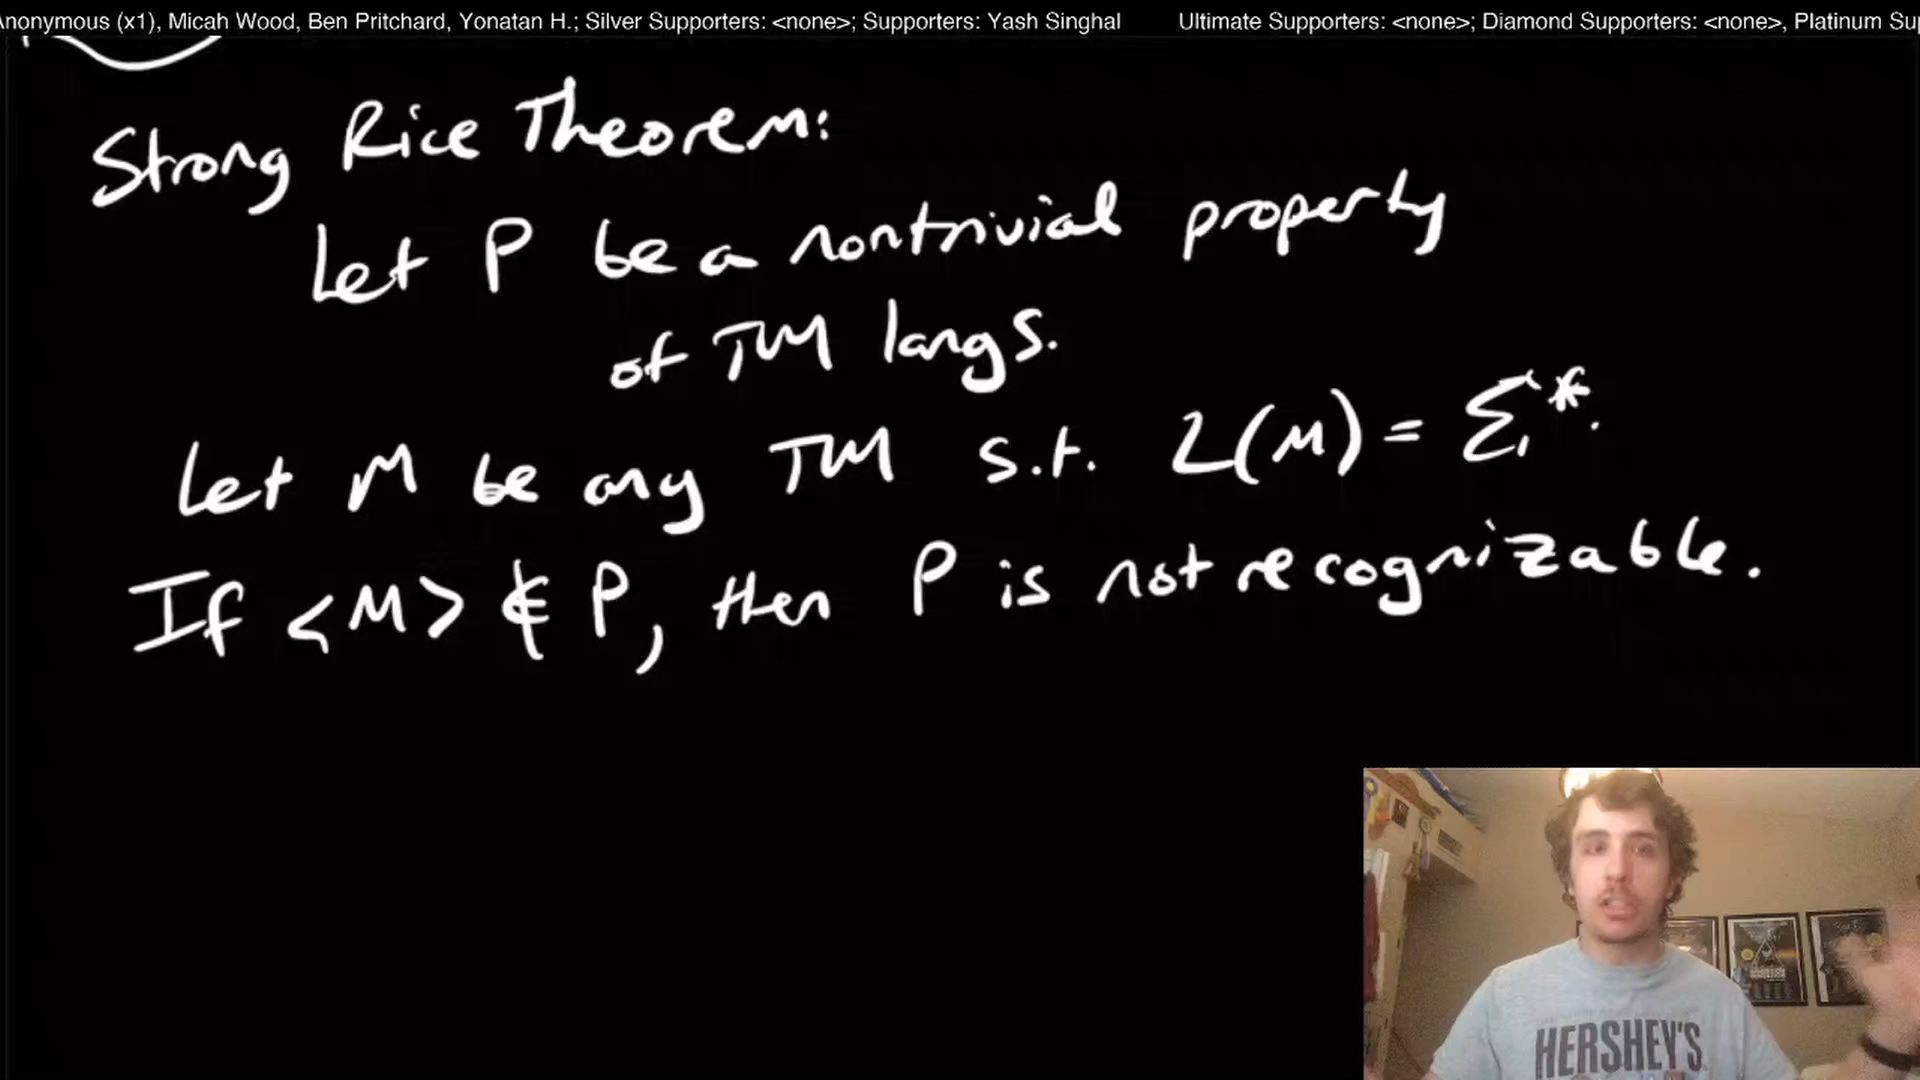 Anonymous (x1), Micah Wood, Ben Pritchard, Yonatan H.; Silver Supporters: <none>; Supporters: Yash Singhal Ultimate Supporters: <none>; Diamond Supporters: <none>, Platinum Sup
Strong Rice Theorem:
Let P be a nontrivial property
of TM langs.
Let M be any TM s.t. L(M) = Σ*.
If <M> ∉ P, then P is not recognizable.
HERSHEY'S